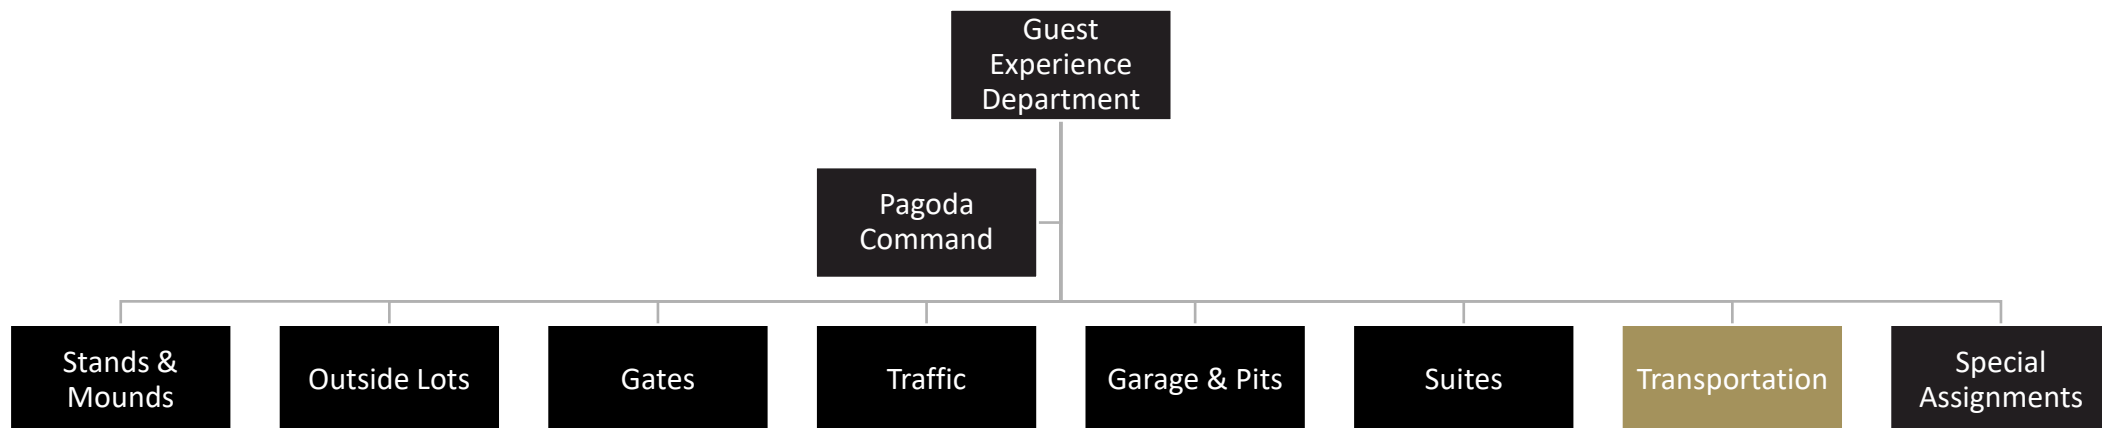 Guest
Experience
Department
Pagoda
Command
Stands &
Mounds
Outside Lots
Gates
Traffic
Garage & Pits
Suites
Transportation
Special
Assignments